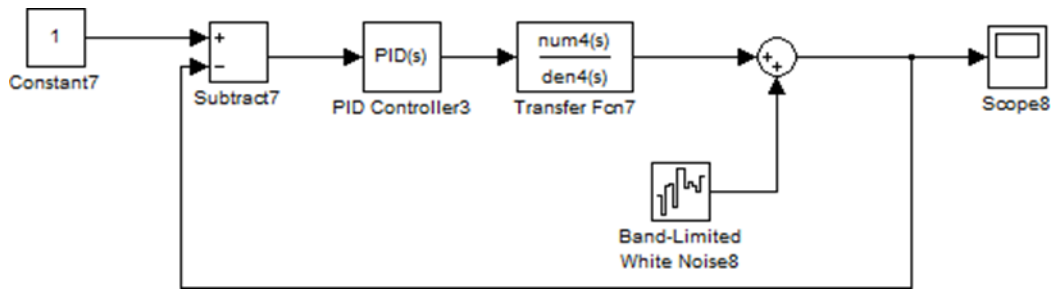 1
Constant7
+
−
Subtract7
PID(s)
PID Controller3
num4(s)
den4(s)
Transfer Fcn7
+
+
Band-Limited
White Noise8
Scope8